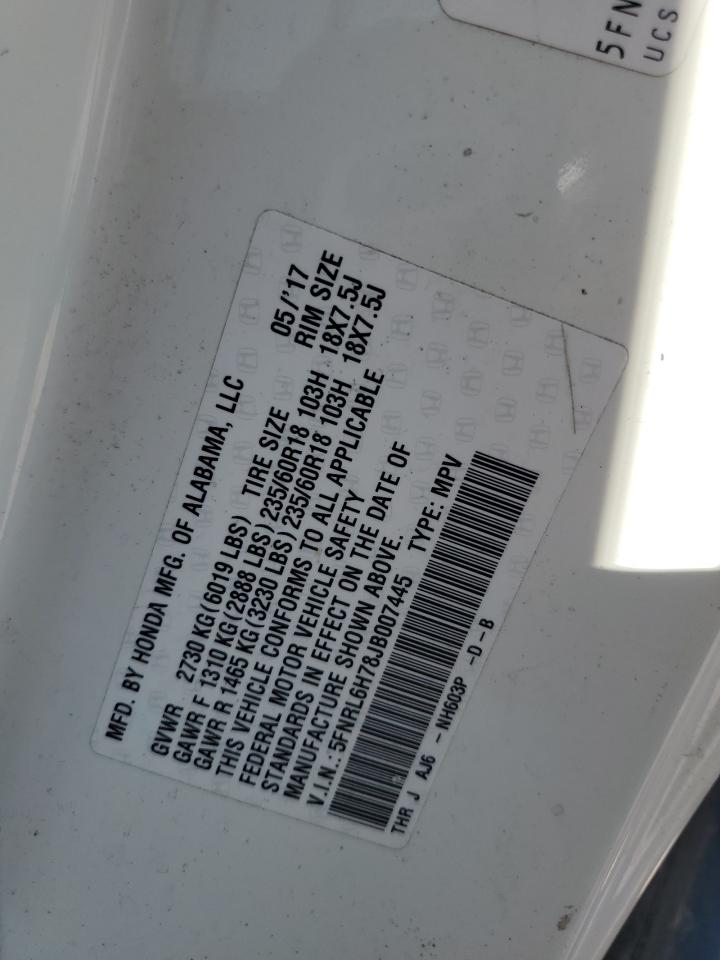 5FN
UCS
MFD. BY HONDA MFG. OF ALABAMA, LLC 05/'17
GVWR 2730 KG(6019 LBS) TIRE SIZE RIM SIZE
GAWR F 1310 KG(2888 LBS)235/60R18 103H 18X7.5J
GAWR R 1465 KG(3230 LBS)235/60R18 103H 18X7.5J
THIS VEHICLE CONFORMS TO ALL APPLICABLE
FEDERAL MOTOR VEHICLE SAFETY
STANDARDS IN EFFECT ON THE DATE OF
MANUFACTURE SHOWN ABOVE.
V.I.N.:5FNRL6H78JB007445 TYPE: MPV
THR J AJ6 -NH603P -D-B